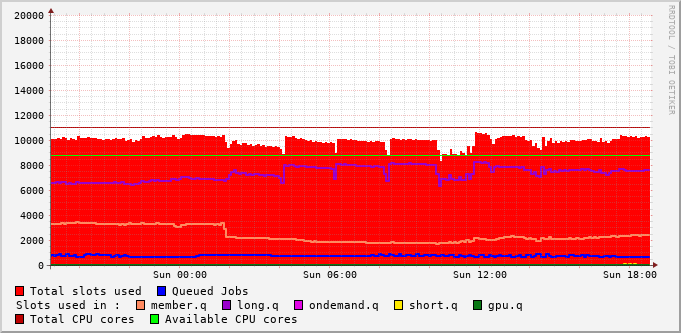 20000
18000
16000
14000
12000
10000
8000
6000
4000
2000
0
Sun 00:00 Sun 06:00 Sun 12:00 Sun 18:00
RRDTOOL / TOBI OETIKER
Total slots used Queued Jobs
Slots used in : member.q long.q ondemand.q short.q gpu.q
Total CPU cores Available CPU cores